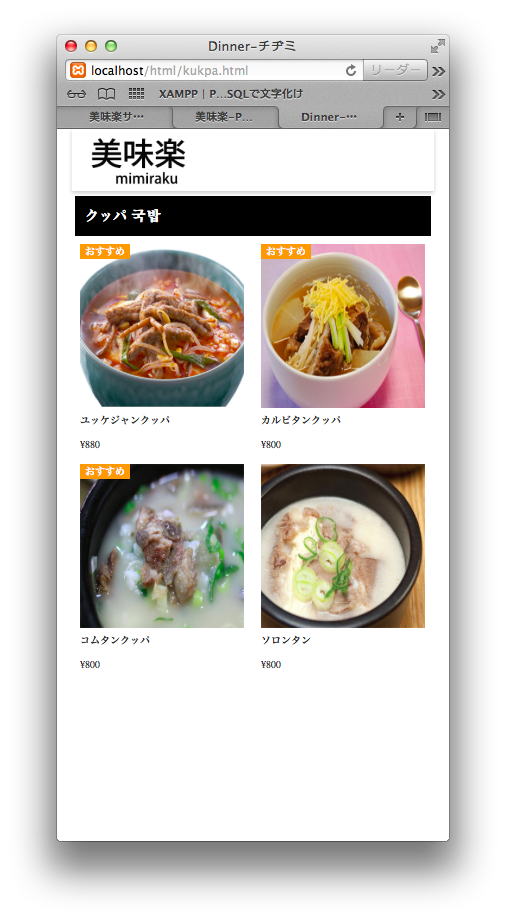 Dinner-チヂミ
localhost/html/kukpa.html
リーダー
XAMPP | P...SQLで文字化け
美味楽サ…
美味楽-P…
Dinner-…
美味楽
mimiraku
クッパ 국밥
おすすめ
おすすめ
ユッケジャンクッパ
カルビタンクッパ
¥880
¥800
おすすめ
コムタンクッパ
ソロンタン
¥800
¥800